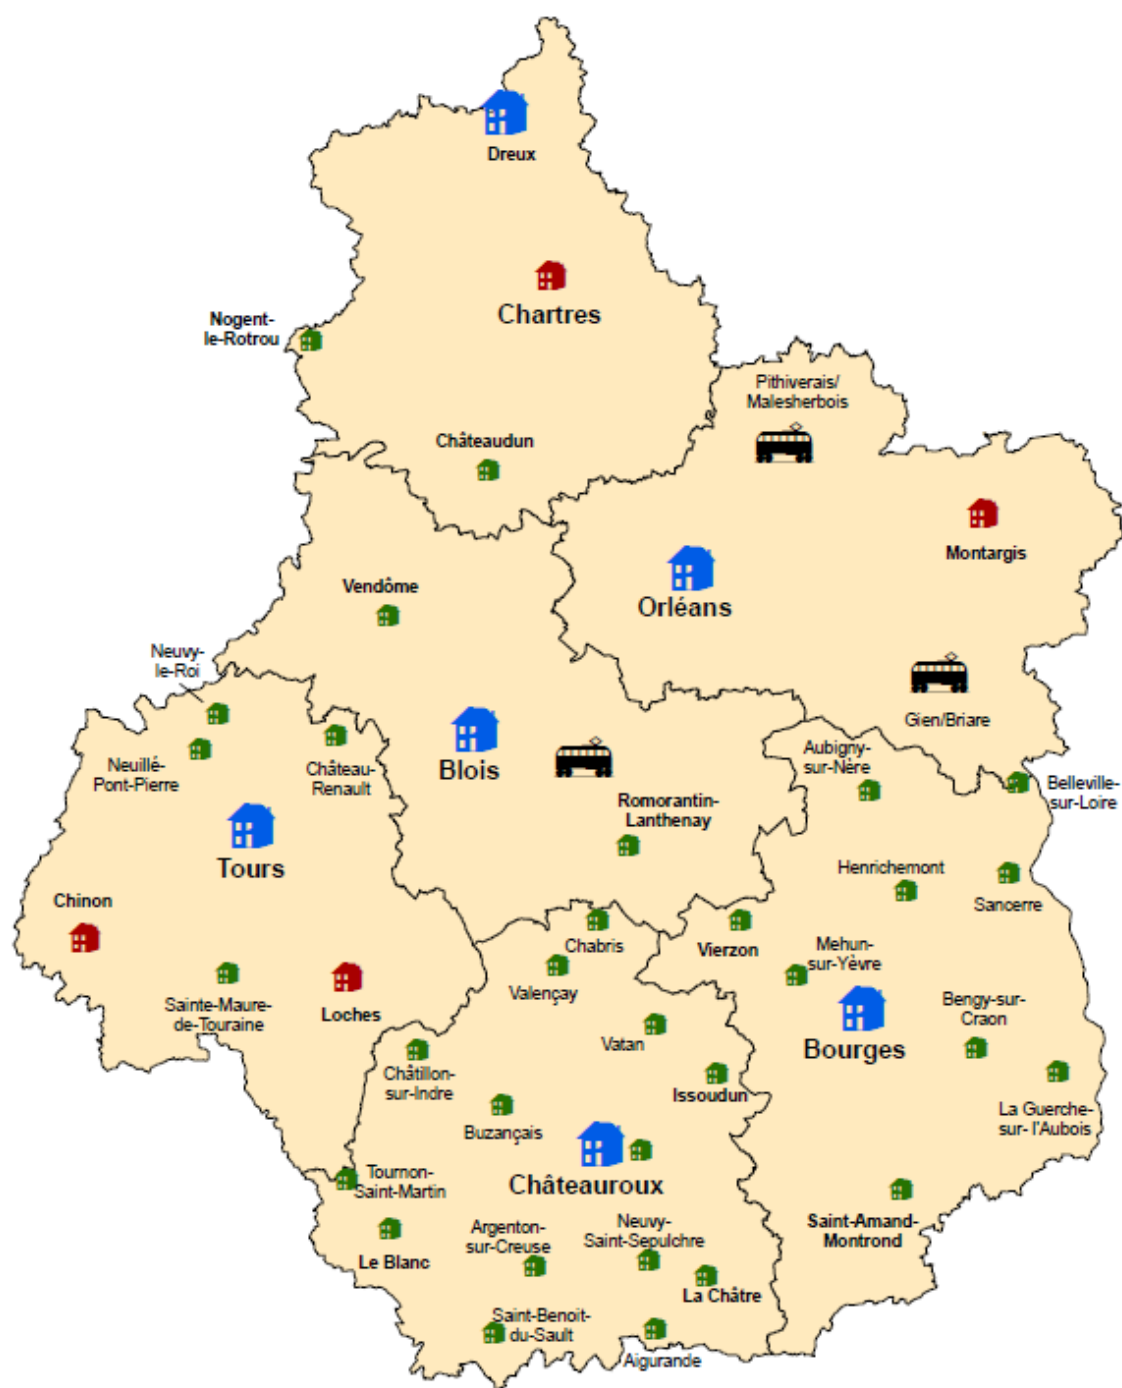 Dreux
Chartres
Nogent-
le-Rotrou
Châteaudun
Pithiverais/
Malesherbois
Montargis
Orléans
Vendôme
Neuvy-
le-Roi
Gien/Briare
Neuillé-
Pont-Pierre
Château-
Renault
Blois
Aubigny-
sur-Nère
Belleville-
sur-Loire
Romorantin-
Lanthenay
Tours
Henrichemont
Sancerre
Chinon
Chabris
Vierzon
Mehun-
sur-Yèvre
Valençay
Sainte-Maure-
de-Touraine
Loches
Bengy-sur-
Craon
Vatan
Bourges
Châtillon-
sur-Indre
Issoudun
La Guerche-
sur- l'Aubois
Buzançais
Châteauroux
Tournon-
Saint-Martin
Argenton-
sur-Creuse
Neuvy-
Saint-Sepulchre
Saint-Amand-
Montrond
Le Blanc
La Châtre
Saint-Benoit-
du-Sault
Aigurande